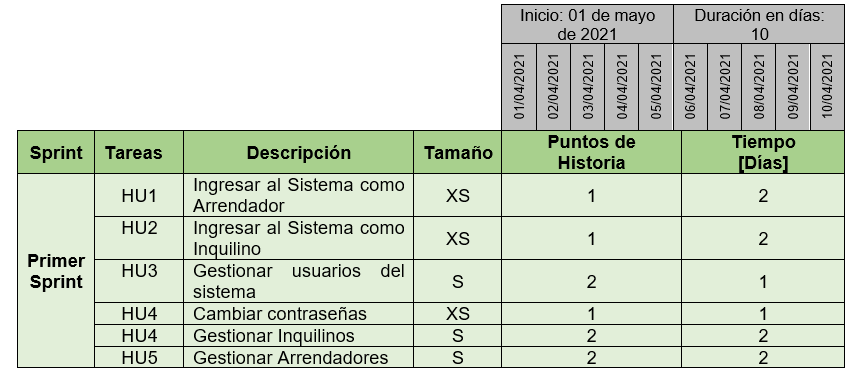 Inicio: 01 de mayo
de 2021
Duración en días:
10
01/04/2021
02/04/2021
03/04/2021
04/04/2021
05/04/2021
06/04/2021
07/04/2021
08/04/2021
09/04/2021
10/04/2021
Sprint Tareas Descripción Tamaño Puntos de Historia Tiempo [Días]
Primer
Sprint
HU1 Ingresar al Sistema como
Arrendador XS 1 2
HU2 Ingresar al Sistema como
Inquilino XS 1 2
HU3 Gestionar usuarios del
sistema S 2 1
HU4 Cambiar contraseñas XS 1 1
HU4 Gestionar Inquilinos S 2 2
HU5 Gestionar Arrendadores S 2 2